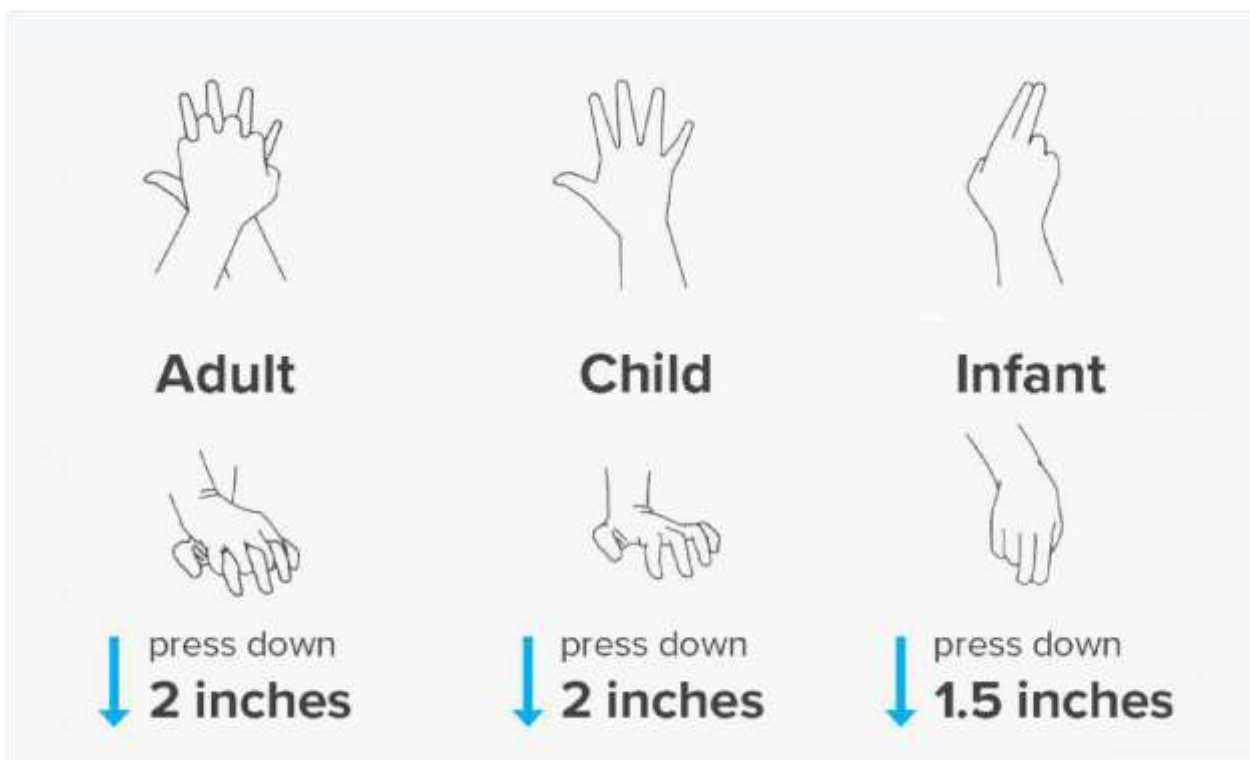 Adult
Child
Infant
press down
2 inches
press down
2 inches
press down
1.5 inches